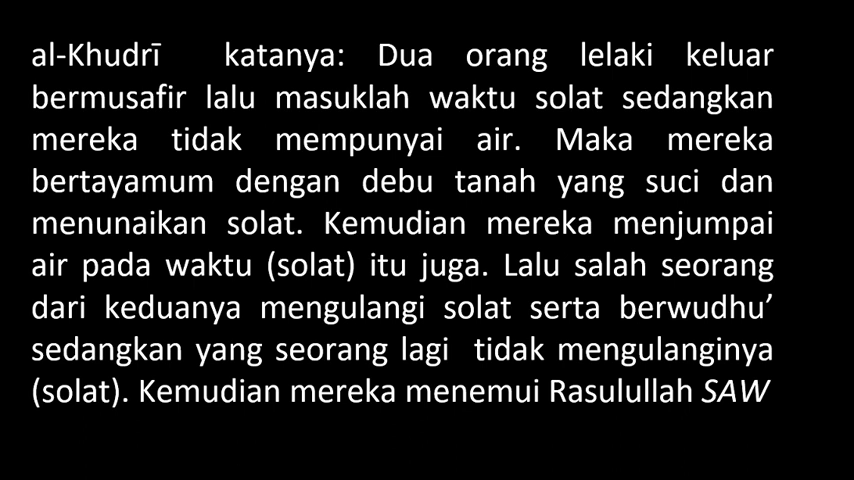 al-Khudrī katanya: Dua orang lelaki keluar
bermusafir lalu masuklah waktu solat sedangkan
mereka tidak mempunyai air. Maka mereka
bertayamum dengan debu tanah yang suci dan
menunaikan solat. Kemudian mereka menjumpai
air pada waktu (solat) itu juga. Lalu salah seorang
dari keduanya mengulangi solat serta berwudhu’
sedangkan yang seorang lagi tidak mengulanginya
(solat). Kemudian mereka menemui Rasulullah SAW